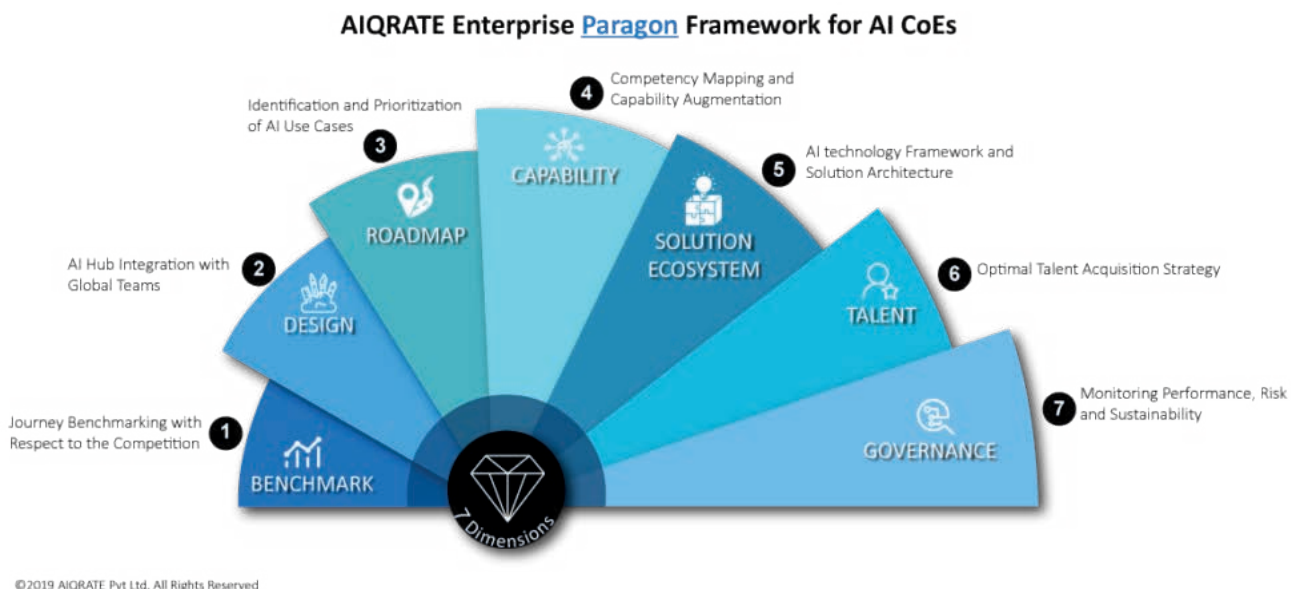 AIQRATE Enterprise Paragon Framework for AI CoEs
1
Journey Benchmarking with
Respect to the Competition
BENCHMARK
2
AI Hub Integration with
Global Teams
DESIGN
3
Identification and Prioritization
of AI Use Cases
ROADMAP
4
Competency Mapping and
Capability Augmentation
CAPABILITY
5
AI technology Framework and
Solution Architecture
SOLUTION
ECOSYSTEM
6
Optimal Talent Acquisition Strategy
TALENT
7
Monitoring Performance, Risk
and Sustainability
GOVERNANCE
7 Dimensions
©2019 AIQRATE Pvt Ltd. All Rights Reserved